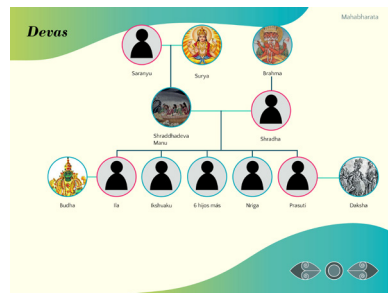 Mahabharata
Devas
Saranyu
Surya
Brahma
Shraddhadeva
Manu
Shradha
Budha
Ila
Ikshvaku
6 hijos más
Nriga
Prasuti
Daksha